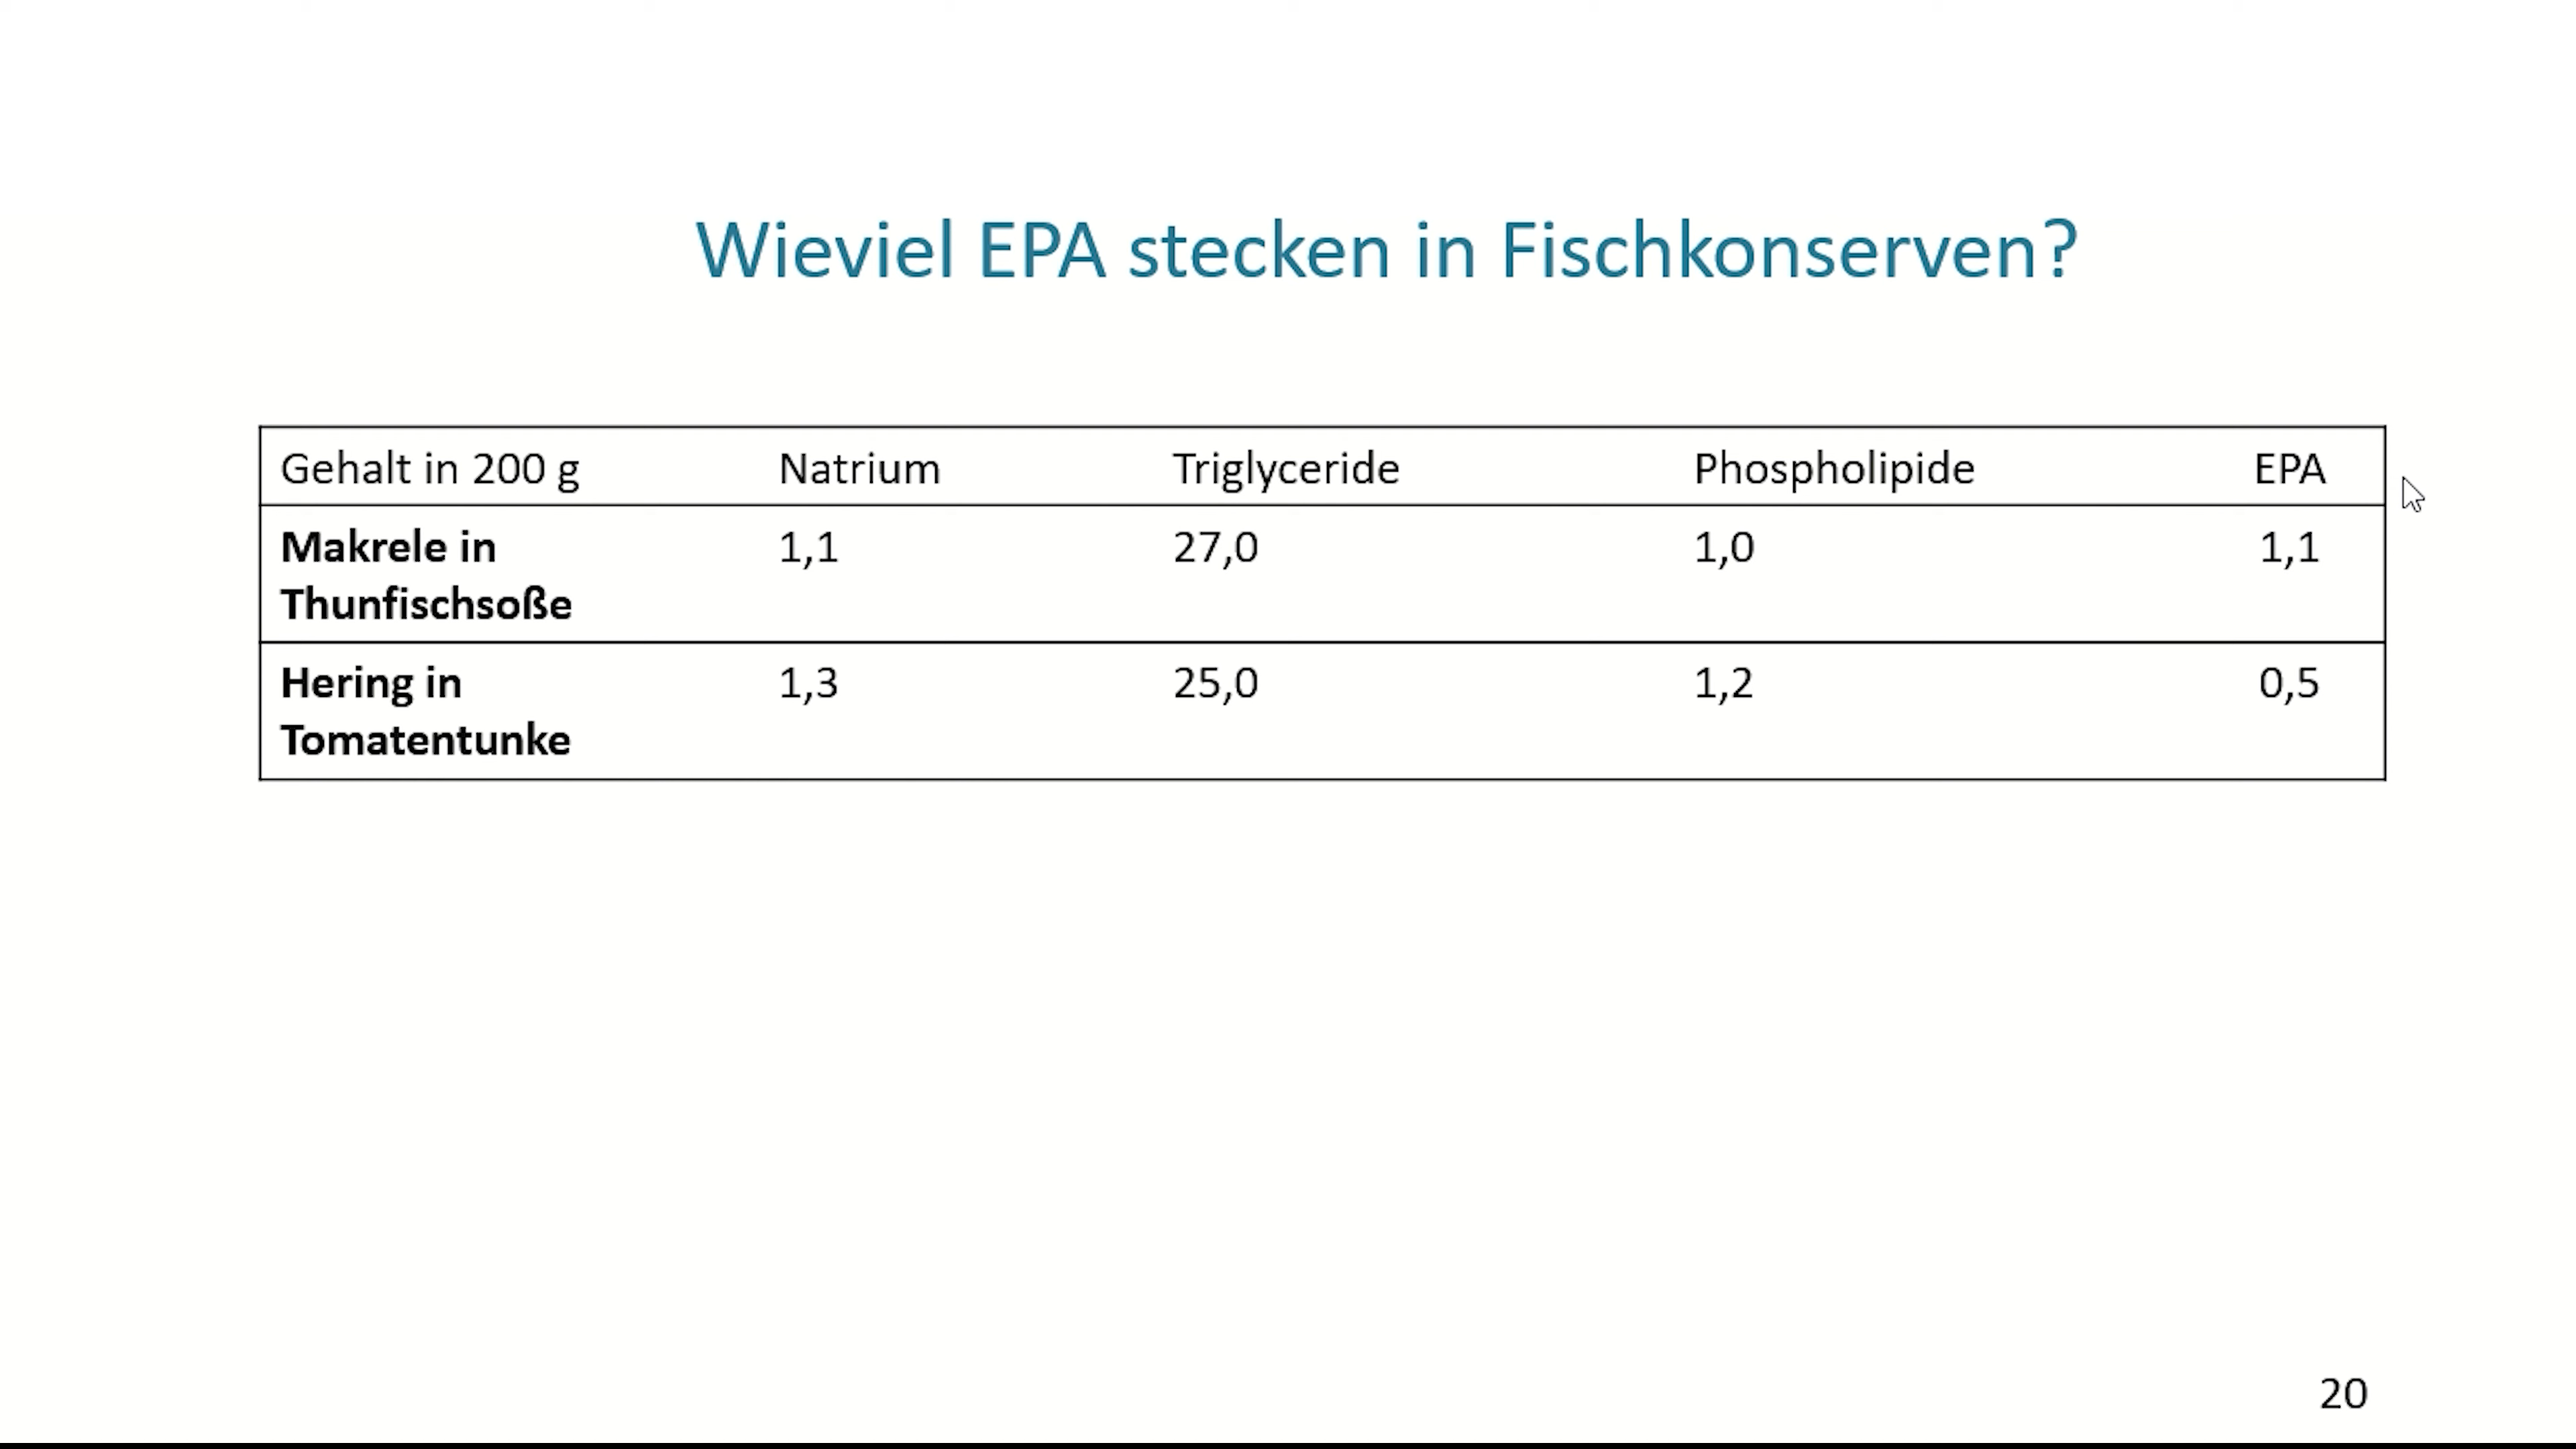 Wieviel EPA stecken in Fischkonserven?
Gehalt in 200 g Natrium Triglyceride Phospholipide EPA
Makrele in 1,1 27,0 1,0 1,1
Thunfischsoße
Hering in 1,3 25,0 1,2 0,5
Tomatentunke
20